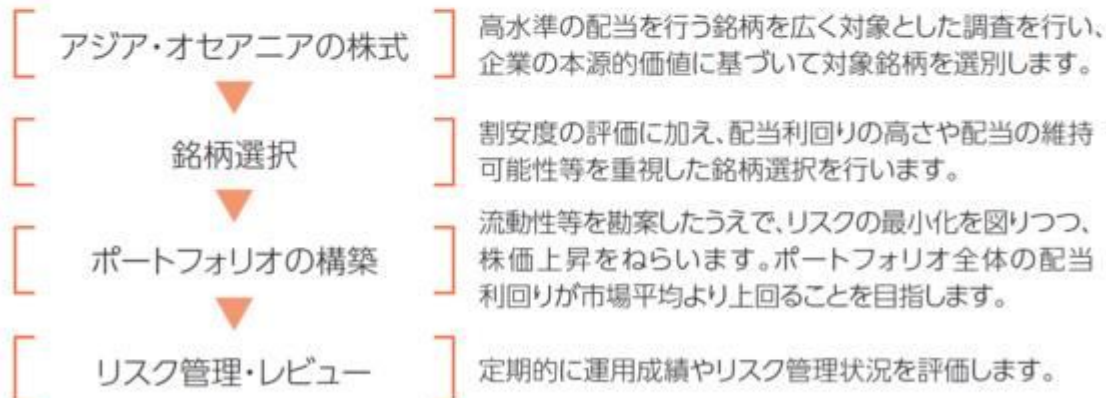 アジア・オセアニアの株式
高水準の配当を行う銘柄を広く対象とした調査を行い、
企業の本源的価値に基づいて対象銘柄を選別します。
銘柄選択
割安度の評価に加え、配当利回りの高さや配当の維持
可能性等を重視した銘柄選択を行います。
ポートフォリオの構築
流動性等を勘案したうえで、リスクの最小化を図りつつ、
株価上昇をねらいます。ポートフォリオ全体の配当
利回りが市場平均より上回ることを目指します。
リスク管理・レビュー
定期的に運用成績やリスク管理状況を評価します。